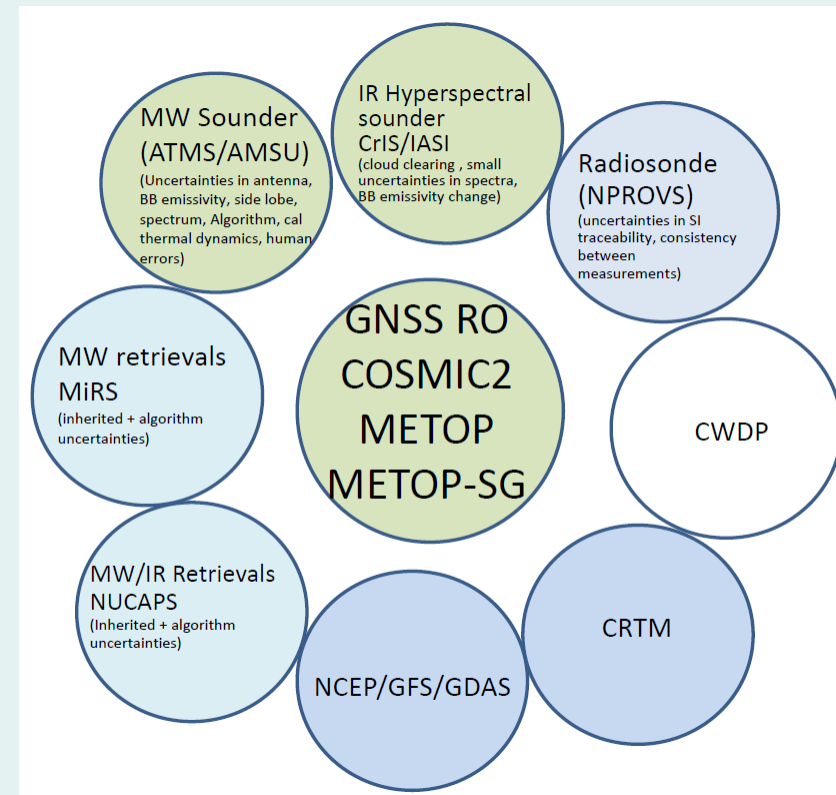 MW Sounder
(ATMS/AMSU)
(Uncertainties in antenna,
BB emissivity, side lobe,
spectrum, Algorithm, cal
thermal dynamics, human
errors)
IR Hyperspectral
sounder
CrIS/IASI
(cloud clearing , small
uncertainties in spectra,
BB emissivity change)
Radiosonde
(NPROVS)
(uncertainties in SI
traceability, consistency
between
measurements)
MW retrievals
MiRS
(inherited + algorithm
uncertainties)
GNSS RO
COSMIC2
METOP
METOP-SG
CWDP
MW/IR Retrievals
NUCAPS
(Inherited + algorithm
uncertainties)
NCEP/GFS/GDAS
CRTM